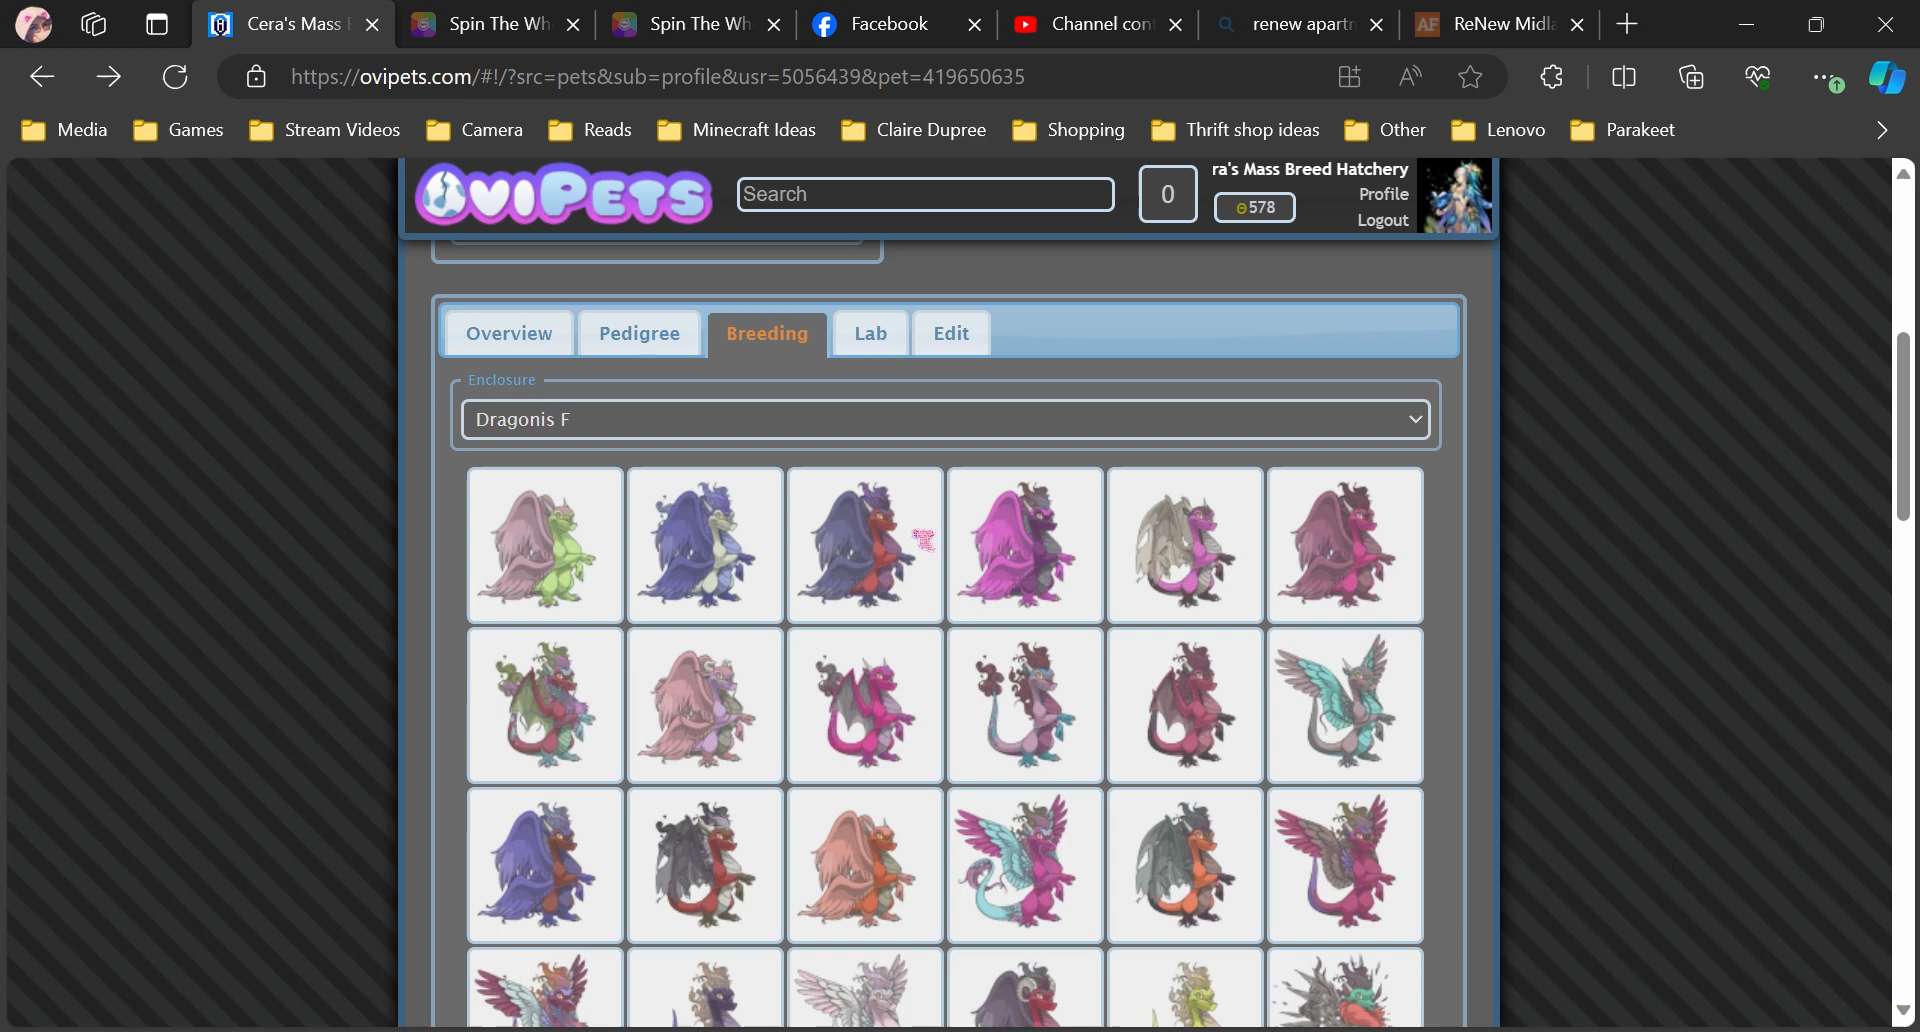 Cera's Mass
Spin The Wh
Spin The Wh
Facebook
Channel con
renew apartn
AF
ReNew Midla
https://ovipets.com/#!/?src=pets&sub=profile&usr=5056439&pet=419650635
Media
Games
Stream Videos
Camera
Reads
Minecraft Ideas
Claire Dupree
Shopping
Thrift shop ideas
Other
Lenovo
Parakeet
OviPets
Search
0
ra's Mass Breed Hatchery
578
Profile
Logout
Overview
Pedigree
Breeding
Lab
Edit
Enclosure
Dragonis F